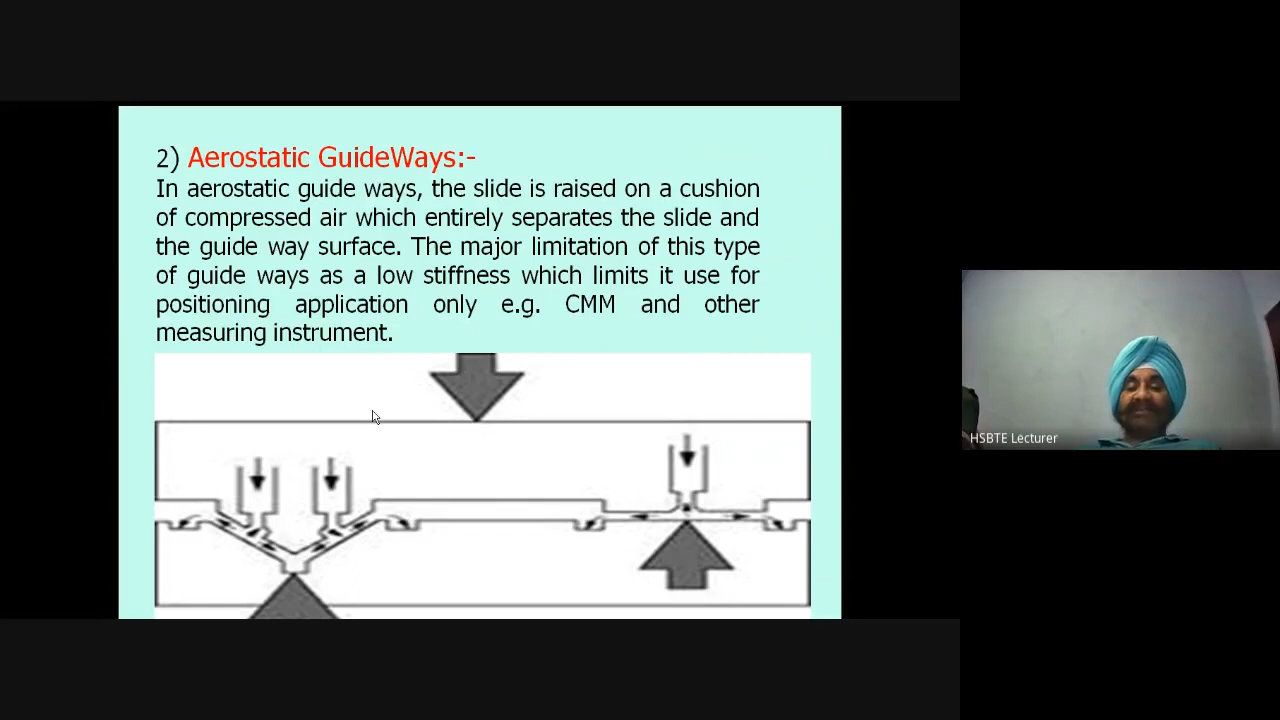 2) Aerostatic GuideWays:-
In aerostatic guide ways, the slide is raised on a cushion
of compressed air which entirely separates the slide and
the guide way surface. The major limitation of this type
of guide ways as a low stiffness which limits it use for
positioning application only e.g. CMM and other
measuring instrument.
HSBTE Lecturer